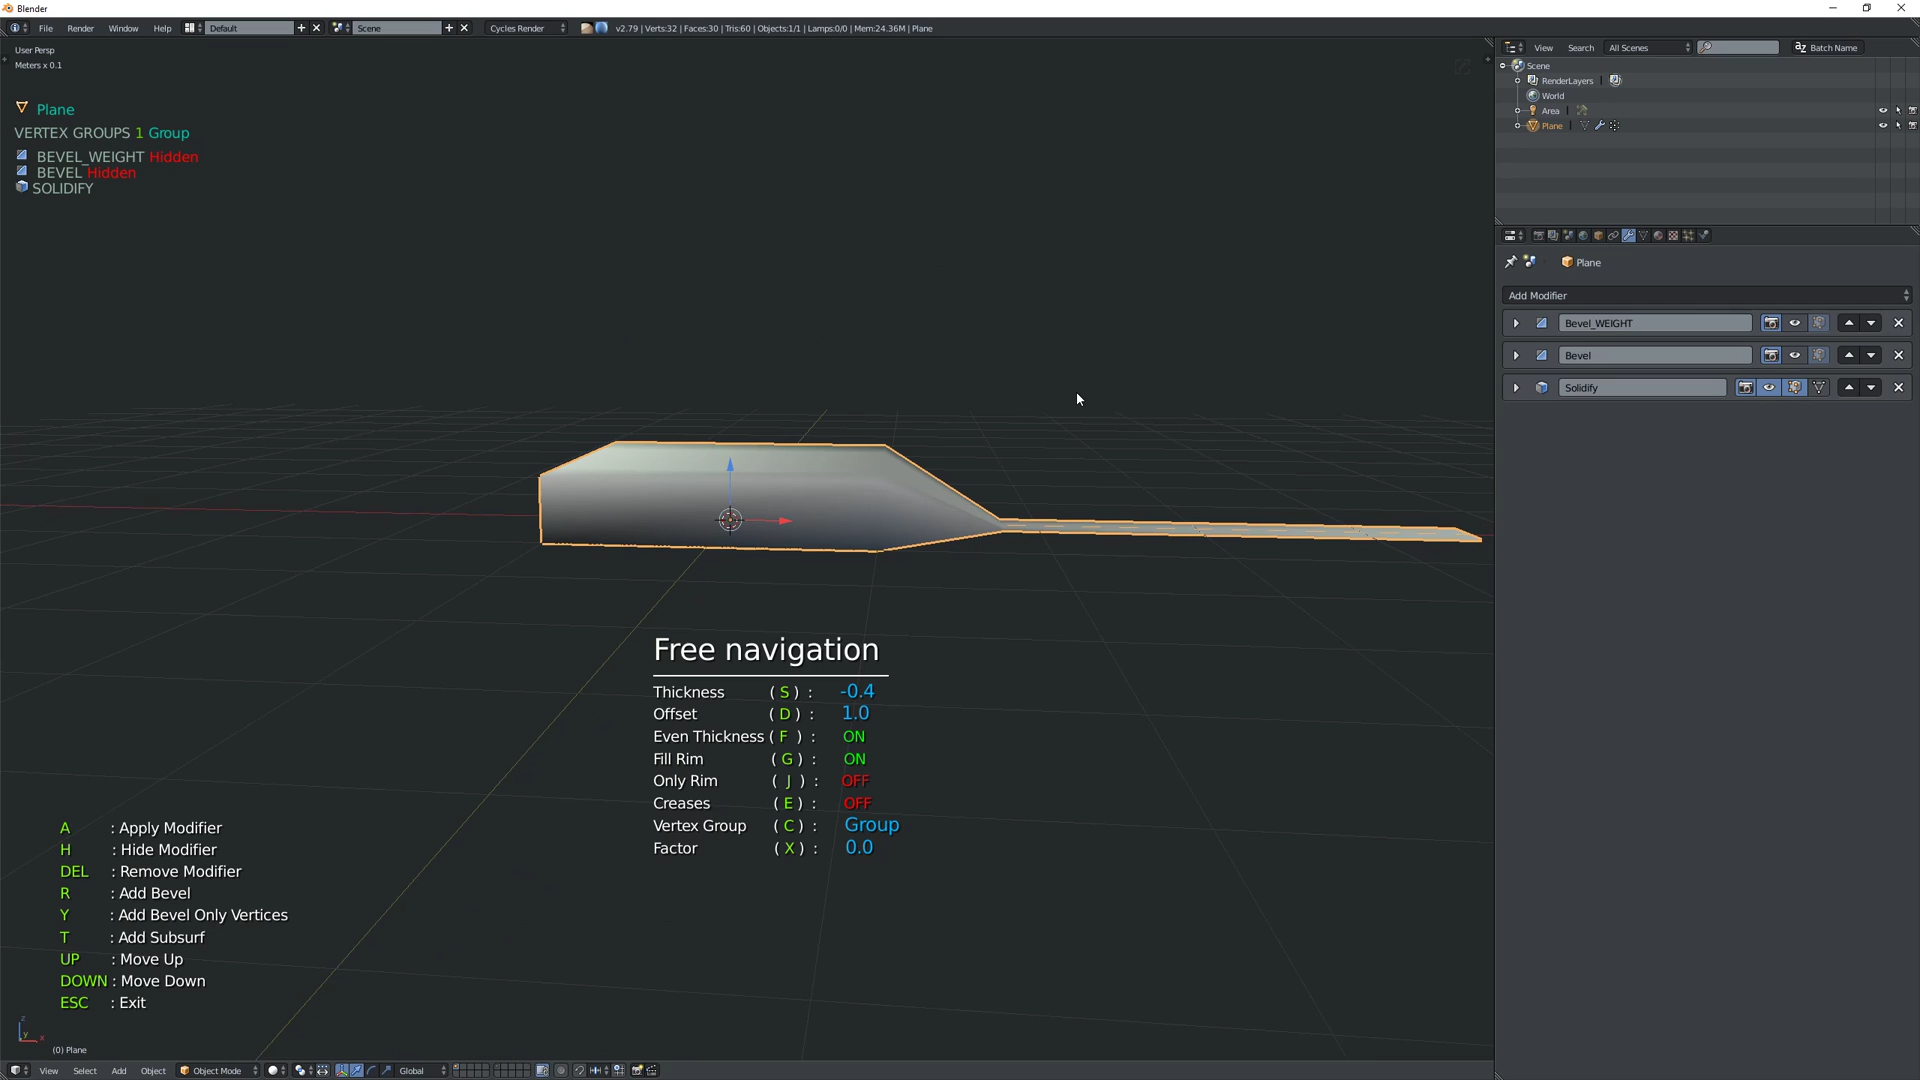 Blender
File Render Window Help Default Scene Cycles Render v2.79 | Verts:32 | Faces:30 | Tris:60 | Objects:1/1 | Lamps:0/0 | Mem:24.36M | Plane
User Persp
Meters x 0.1
Plane
VERTEX GROUPS 1 Group
BEVEL_WEIGHT Hidden
BEVEL Hidden
SOLIDIFY
View Search All Scenes Batch Name
Scene
RenderLayers
World
Area
Plane
Plane
Add Modifier
Bevel_WEIGHT
Bevel
Solidify
Free navigation
Thickness ( S ) : -0.4
Offset ( D ) : 1.0
Even Thickness ( F ) : ON
Fill Rim ( G ) : ON
Only Rim ( J ) : OFF
Creases ( E ) : OFF
Vertex Group ( C ) : Group
Factor ( X ) : 0.0
A : Apply Modifier
H : Hide Modifier
DEL : Remove Modifier
R : Add Bevel
Y : Add Bevel Only Vertices
T : Add Subsurf
UP : Move Up
DOWN : Move Down
ESC : Exit
z
y x
(0) Plane
View Select Add Object Object Mode Global